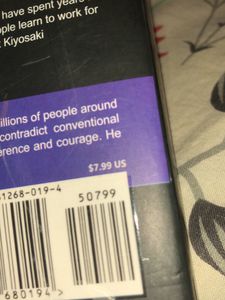 have spent years
ople learn to work for
t Kiyosaki
illions of people around
contradict conventional
erence and courage. He
$7.99 US
1268-019-4
50799
680194>